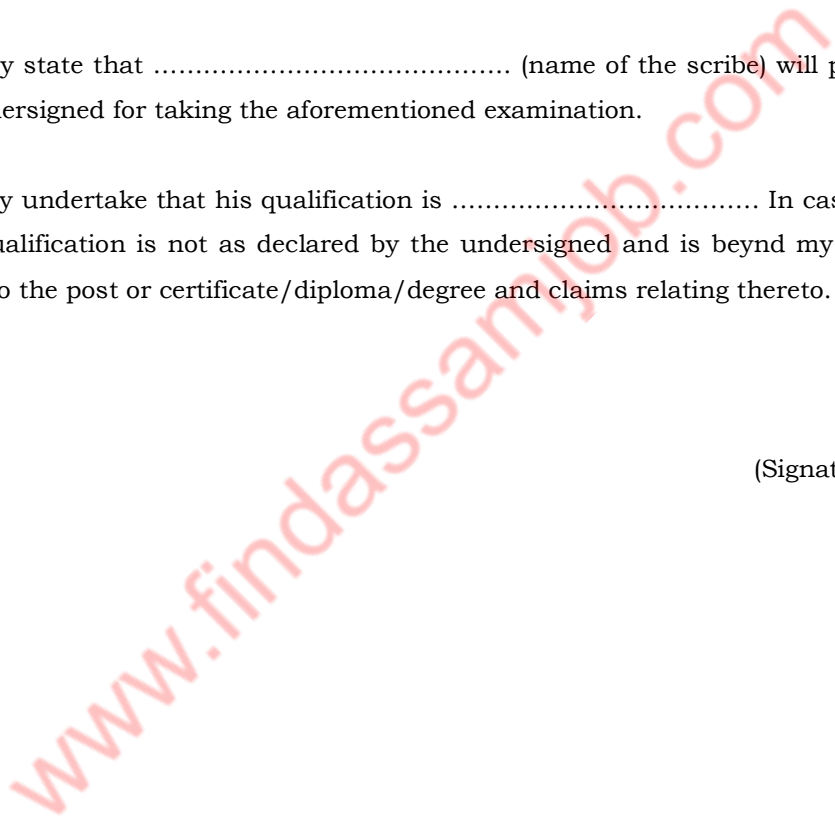 y state that ………………………………….. (name of the scribe) will p
ersigned for taking the aforementioned examination.
y undertake that his qualification is ………………………………. In cas
ualification is not as declared by the undersigned and is beynd my
o the post or certificate/diploma/degree and claims relating thereto.
(Signat
www.findassamjob.com